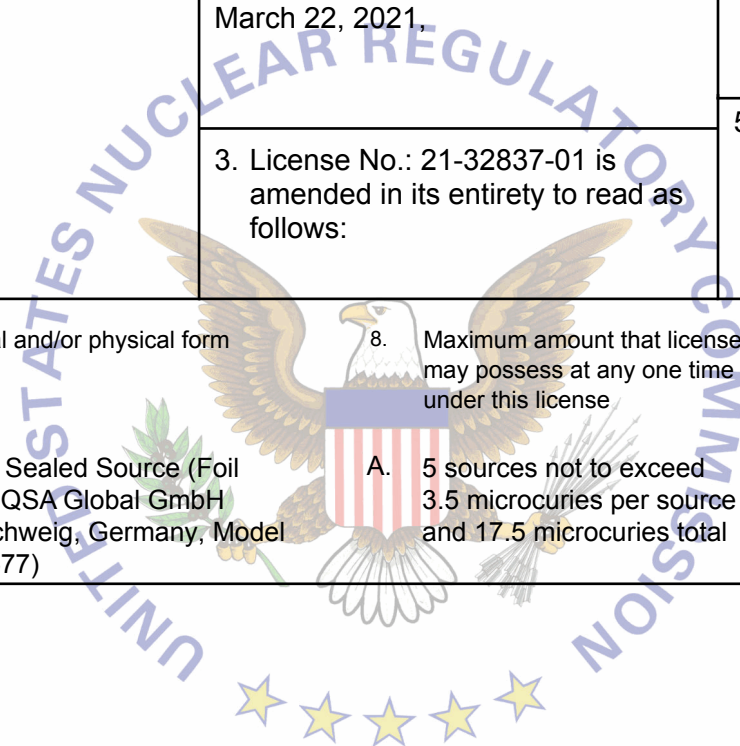 March 22, 2021,
5
3. License No.: 21-32837-01 is
amended in its entirety to read as
follows:
and/or physical form
8. Maximum amount that license
may possess at any one time
under this license
Sealed Source (Foil
QSA Global GmbH
chweig, Germany, Model
77)
A. 5 sources not to exceed
3.5 microcuries per source
and 17.5 microcuries total
UNITED STATES NUCLEAR REGULATORY COMMISSION